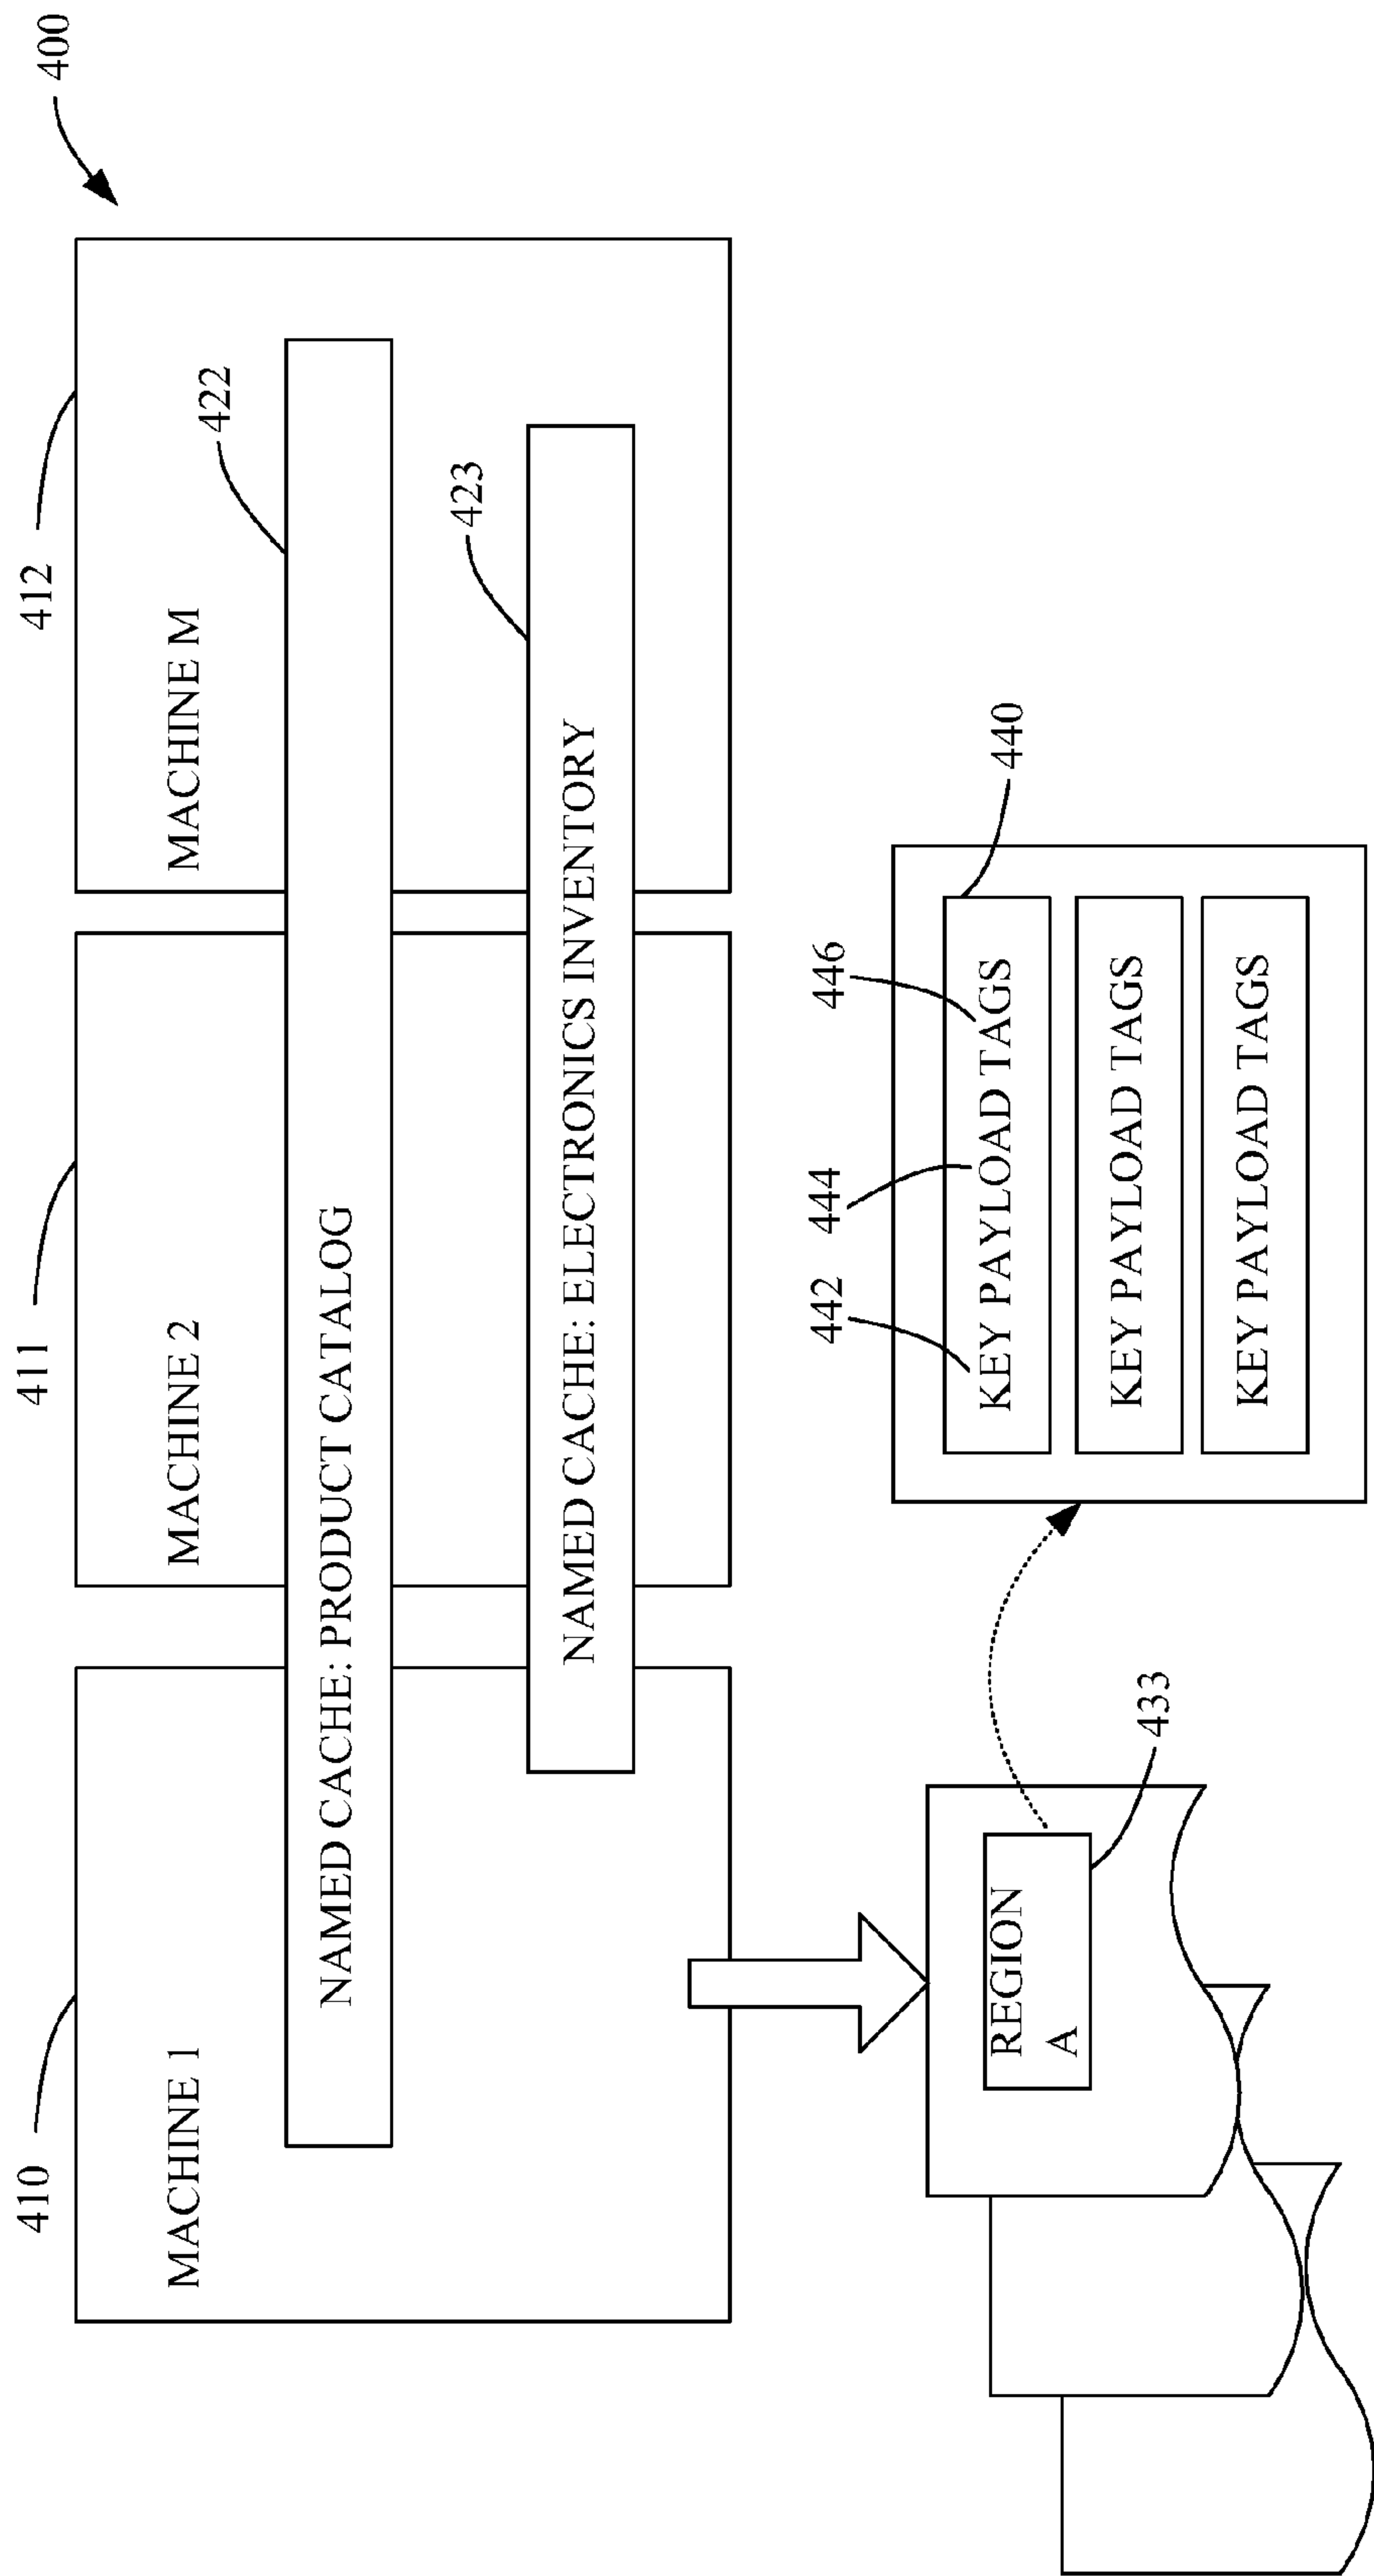 400
410
411
412
MACHINE 1
MACHINE 2
MACHINE M
422
NAMED CACHE: PRODUCT CATALOG
423
NAMED CACHE: ELECTRONICS INVENTORY
REGION
A
433
442
444
446
440
KEY PAYLOAD TAGS
KEY PAYLOAD TAGS
KEY PAYLOAD TAGS